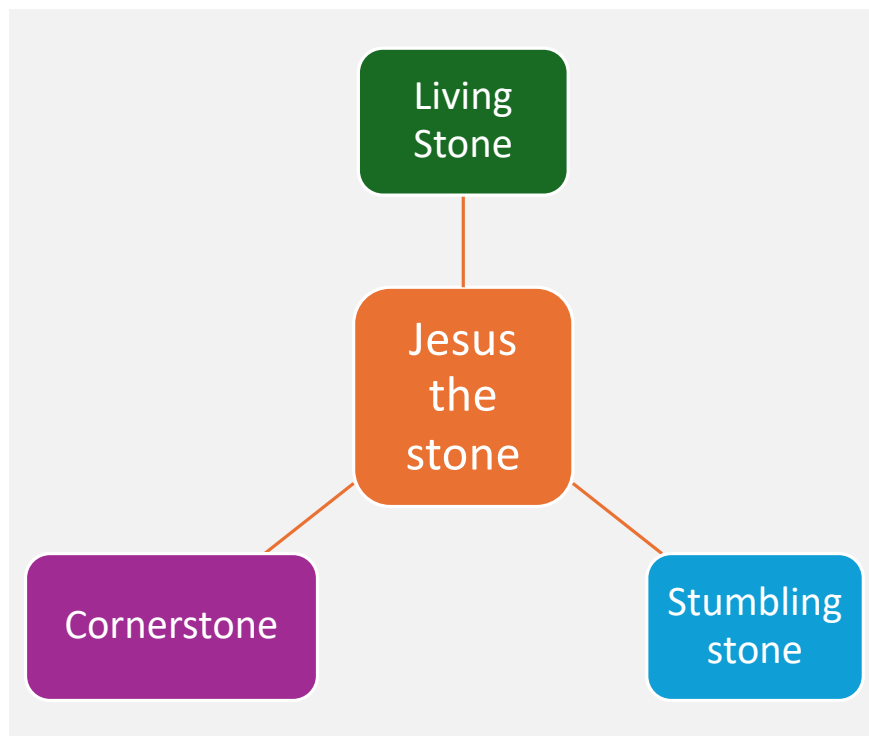 Living
Stone
Jesus
the
stone
Cornerstone
Stumbling
stone